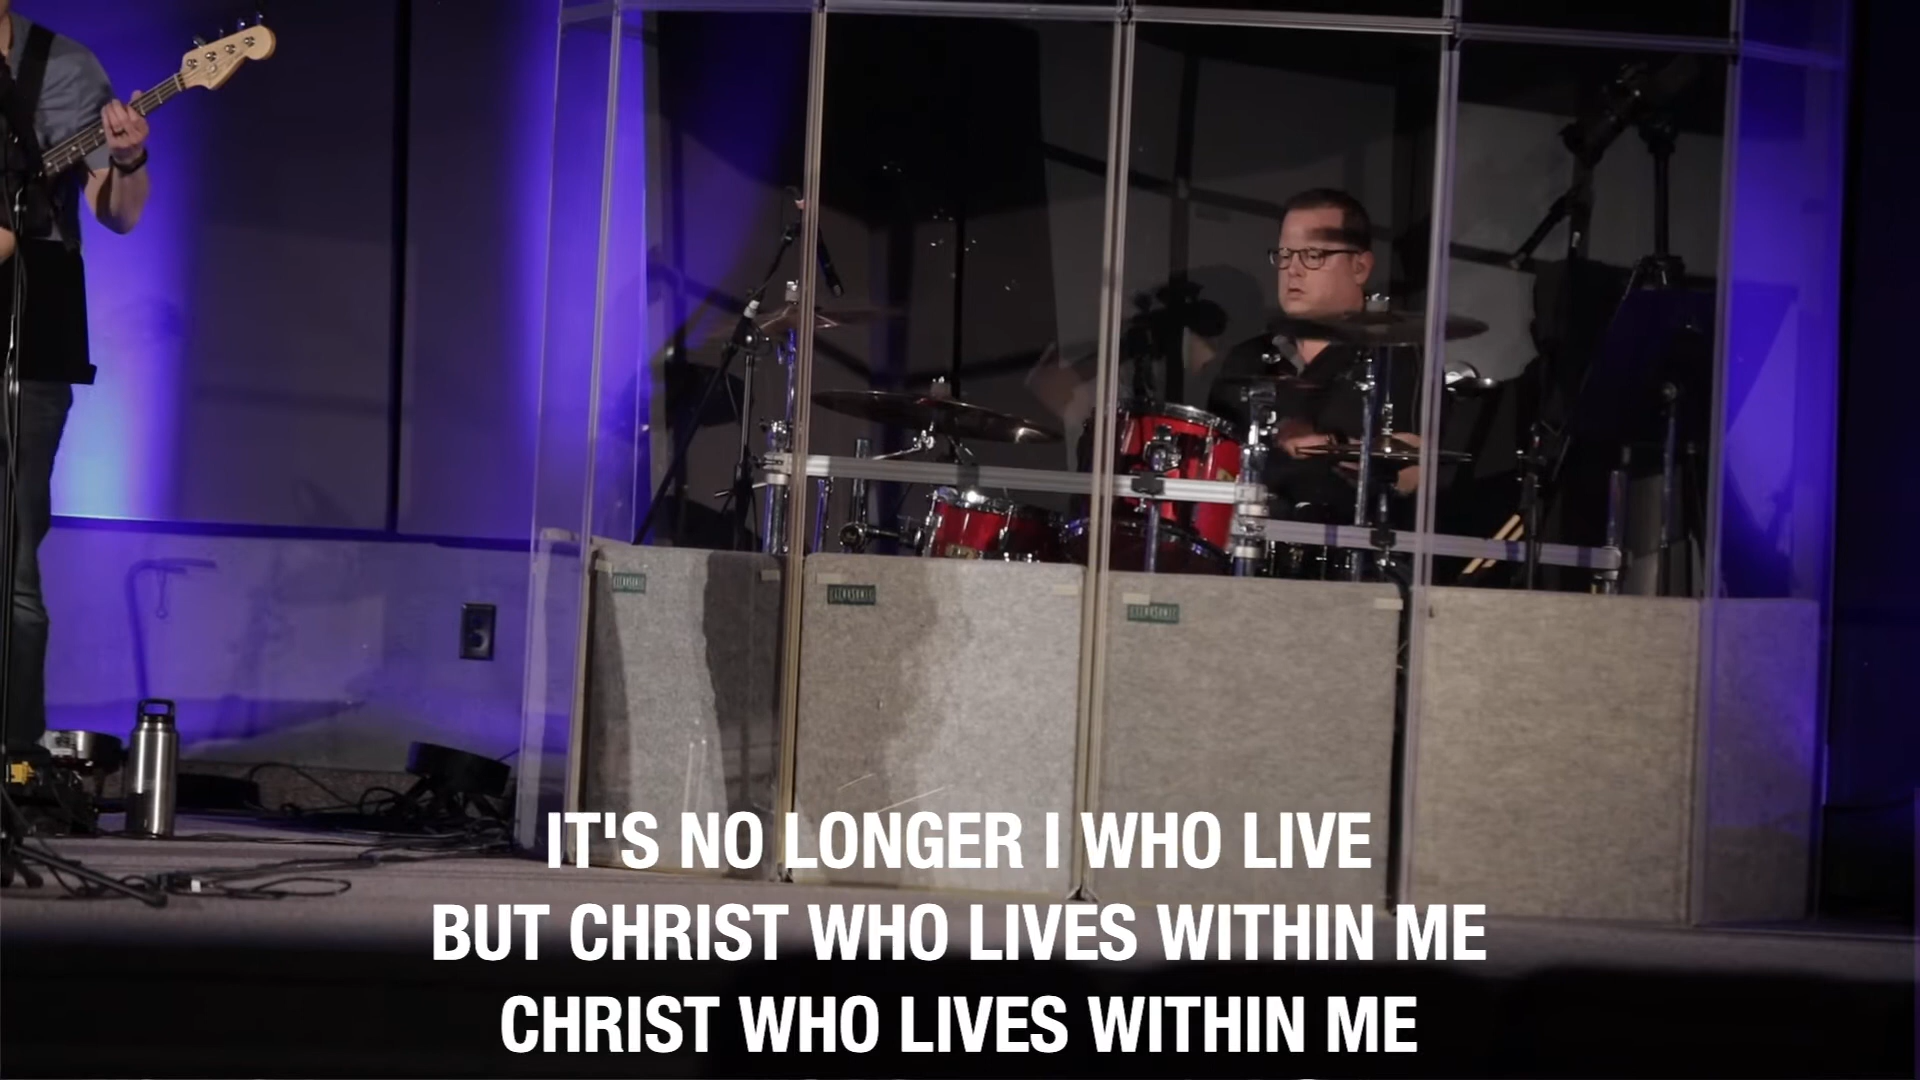 IT'S NO LONGER I WHO LIVE
BUT CHRIST WHO LIVES WITHIN ME
CHRIST WHO LIVES WITHIN ME